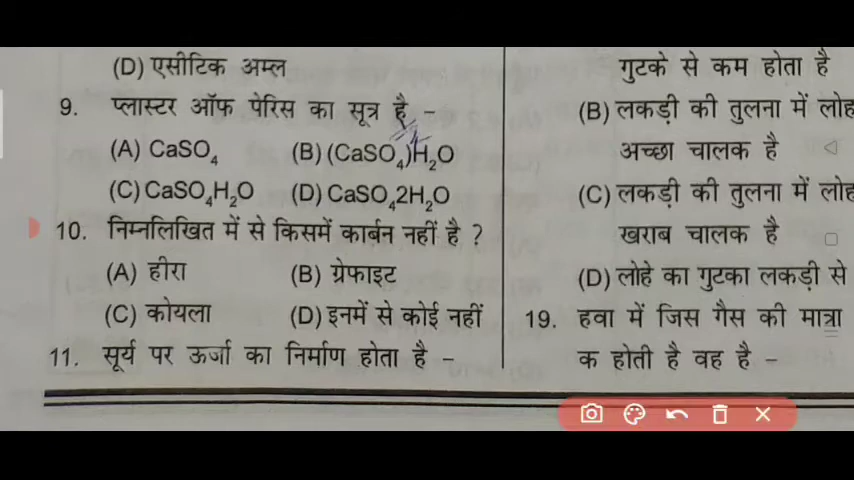 (D) एसीटिक अम्ल
9. प्लास्टर ऑफ पेरिस का सूत्र है –
(A) CaSO₄ (B) (CaSO₄)H₂O
(C) CaSO₄H₂O (D) CaSO₄2H₂O
10. निम्नलिखित में से किसमें कार्बन नहीं है ?
(A) हीरा (B) ग्रेफाइट
(C) कोयला (D) इनमें से कोई नहीं
11. सूर्य पर ऊर्जा का निर्माण होता है –
गुटके से कम होता है
(B) लकड़ी की तुलना में लोह
अच्छा चालक है
(C) लकड़ी की तुलना में लोह
खराब चालक है
(D) लोहे का गुटका लकड़ी से
19. हवा में जिस गैस की मात्रा
क होती है वह है –